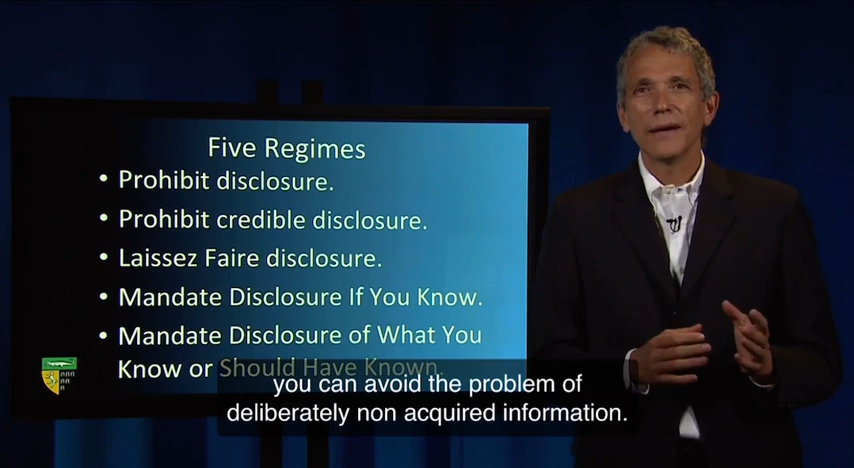 Five Regimes
• Prohibit disclosure.
• Prohibit credible disclosure.
• Laissez Faire disclosure.
• Mandate Disclosure If You Know.
• Mandate Disclosure of What You
Know or Should Have Known.
you can avoid the problem of
deliberately non acquired information.